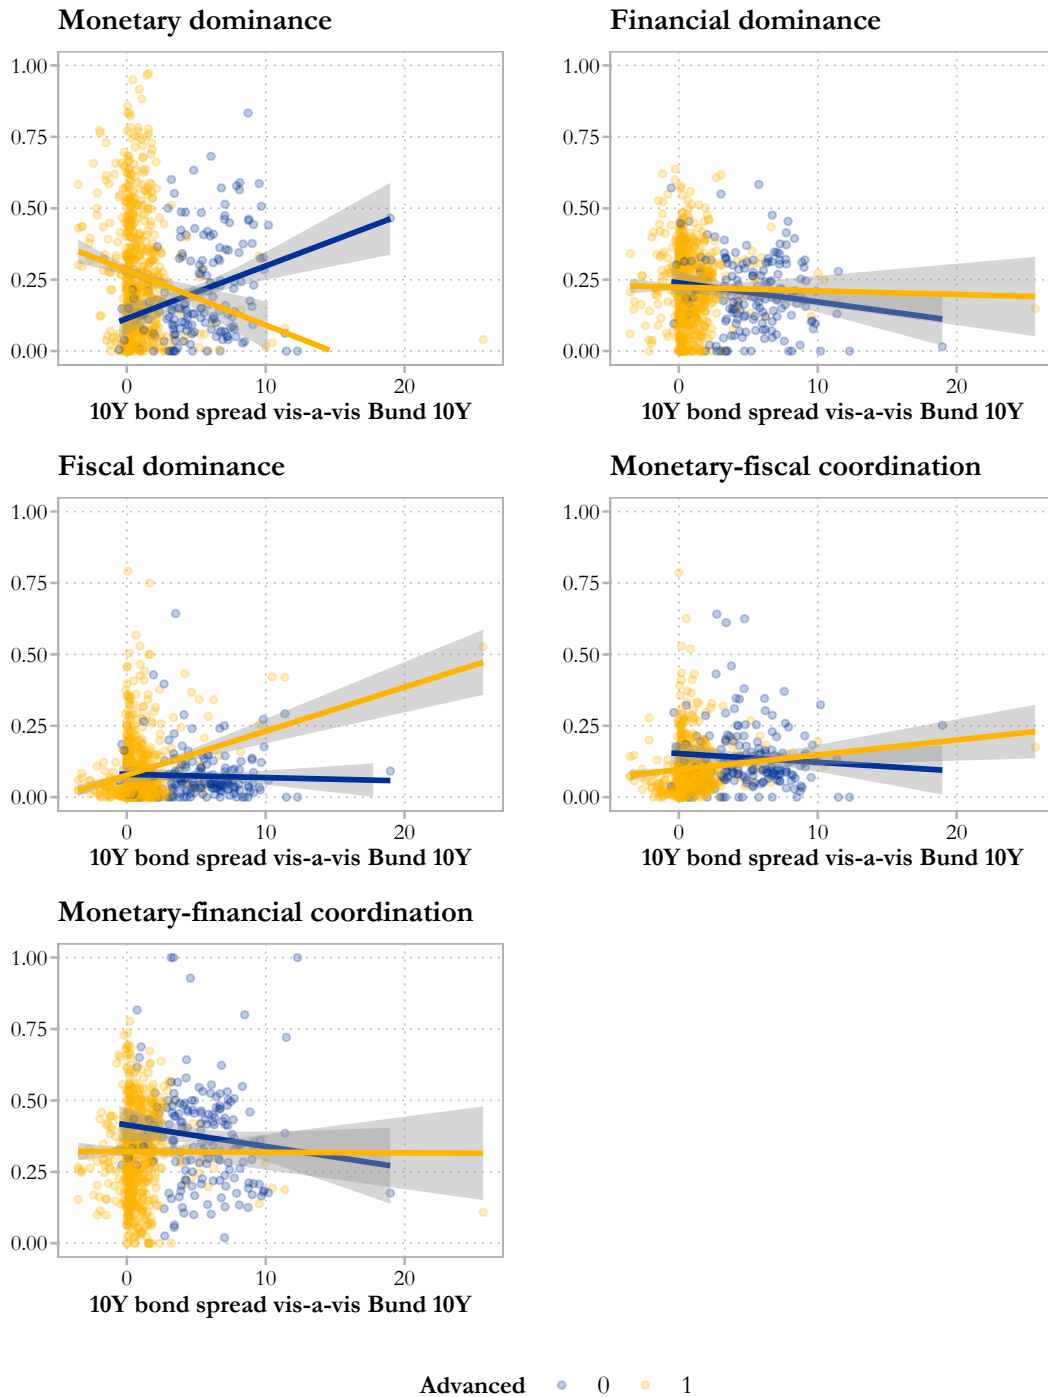 Monetary dominance
Financial dominance
1.00
0.75
0.50
0.25
0.00
0 10 20
10Y bond spread vis-a-vis Bund 10Y
1.00
0.75
0.50
0.25
0.00
0 10 20
10Y bond spread vis-a-vis Bund 10Y
Fiscal dominance
Monetary-fiscal coordination
1.00
0.75
0.50
0.25
0.00
0 10 20
10Y bond spread vis-a-vis Bund 10Y
1.00
0.75
0.50
0.25
0.00
0 10 20
10Y bond spread vis-a-vis Bund 10Y
Monetary-financial coordination
1.00
0.75
0.50
0.25
0.00
0 10 20
10Y bond spread vis-a-vis Bund 10Y
Advanced 0 1